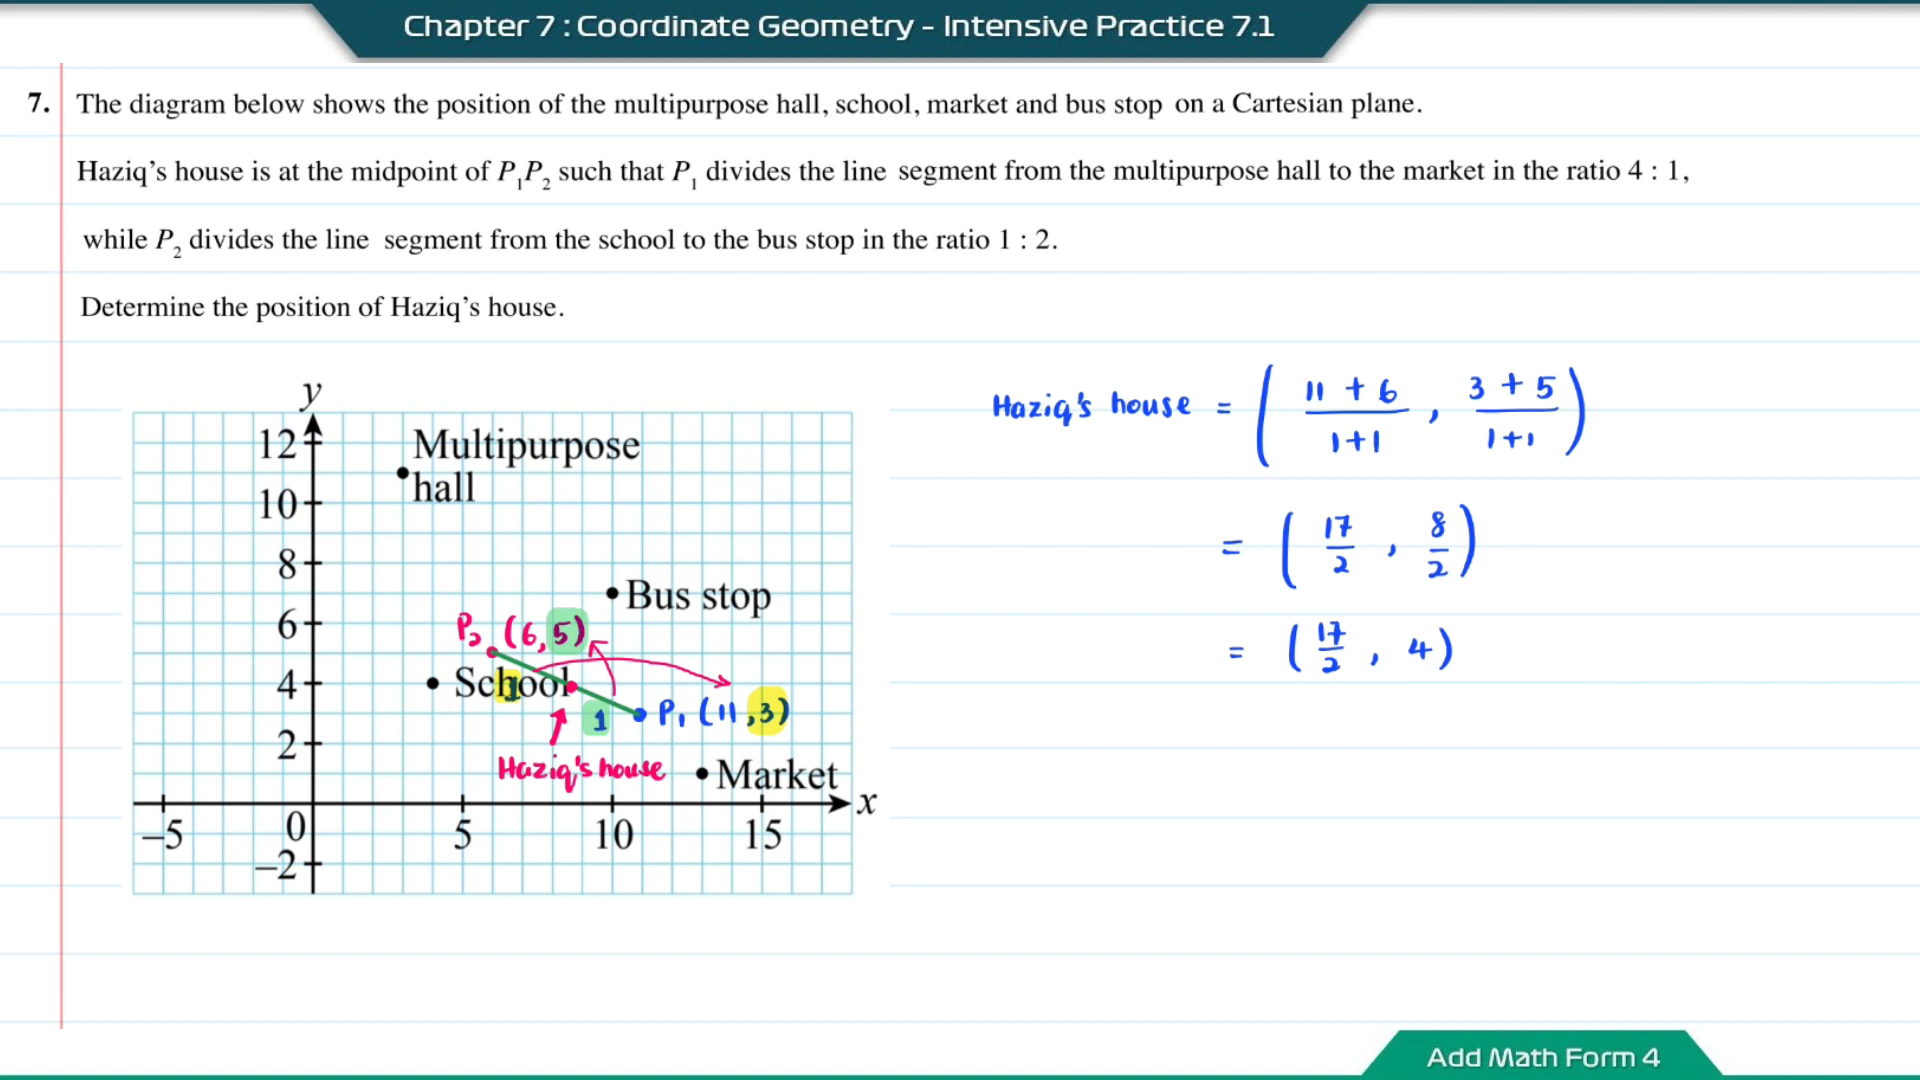 Chapter 7 : Coordinate Geometry - Intensive Practice 7.1
7. The diagram below shows the position of the multipurpose hall, school, market and bus stop on a Cartesian plane.
Haziq’s house is at the midpoint of P₁P₂ such that P₁ divides the line segment from the multipurpose hall to the market in the ratio 4 : 1,
while P₂ divides the line segment from the school to the bus stop in the ratio 1 : 2.
Determine the position of Haziq’s house.
y
12
10
8
6
4
2
0
–2
–5
5
10
15
x
Multipurpose
hall
Bus stop
P₂ (6,5)
School
1
1
P₁ (11,3)
Haziq's house
Market
Haziq's house = ( 11 + 6 / 1+1 , 3 + 5 / 1+1 )
= ( 17/2 , 8/2 )
= ( 17/2 , 4 )
Add Math Form 4